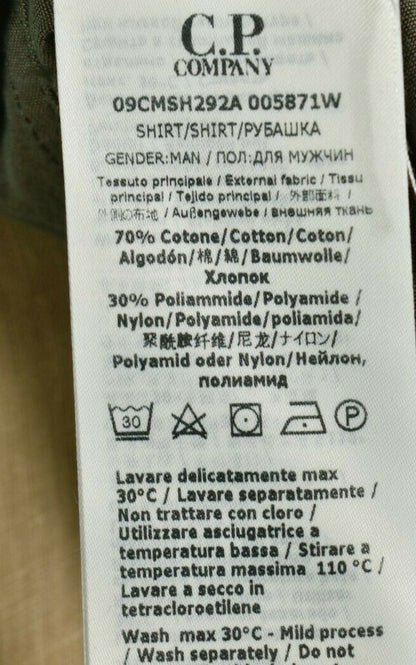 C.P.
COMPANY
09CMSH292A 005871W
SHIRT/SHIRT/РУБАШКА
GENDER:MAN / ПОЛ:ДЛЯ МУЖЧИН
Tessuto principale / External fabric / Tissu
principal / Tejido principal / 外部面料 /
外側の布地 / Außengewebe / внешняя ткань
70% Cotone/Cotton/Coton/
Algodón/棉/綿/Baumwolle/
Хлопок
30% Poliammide/Polyamide /
Nylon/Polyamide/poliamida/
聚酰胺纤维/尼龙/ナイロン/
Polyamid oder Nylon/Нейлон,
полиамид
30 P
Lavare delicatamente max
30°C / Lavare separatamente /
Non trattare con cloro /
Utilizzare asciugatrice a
temperatura bassa / Stirare a
temperatura massima 110 °C/
Lavare a secco in
tetracloroetilene
Wash max 30°C - Mild process
/ Wash separately / Do not